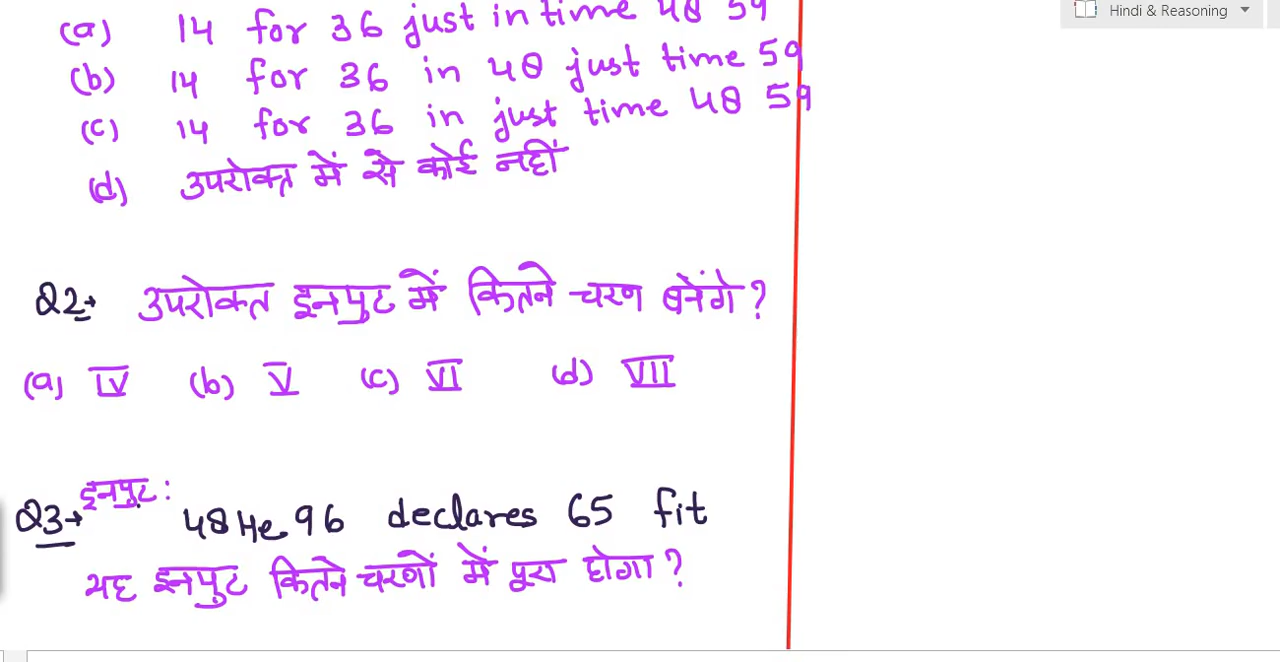 Hindi & Reasoning
(a) 14 for 36 just in time 48 59
(b) 14 for 36 in 48 just time 59
(c) 14 for 36 in just time 48 59
(d) उपरोक्त में से कोई नहीं
Q2→ उपरोक्त इनपुट में कितने चरण बनेंगे?
(a) IV (b) V (c) VI (d) VII
इनपुट:
Q3→ 48 He 96 declares 65 fit
यह इनपुट कितने चरणों में पूरा होगा?